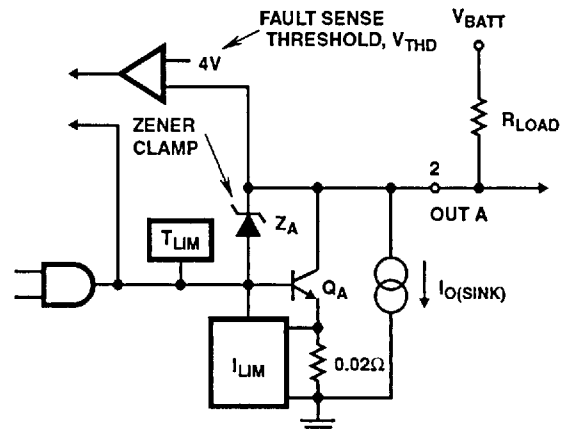 FAULT SENSE
THRESHOLD, VTHD
VBATT
4V
ZENER
CLAMP
RLOAD
2
OUT A
ZA
TLIM
QA
IO(SINK)
ILIM
0.02Ω